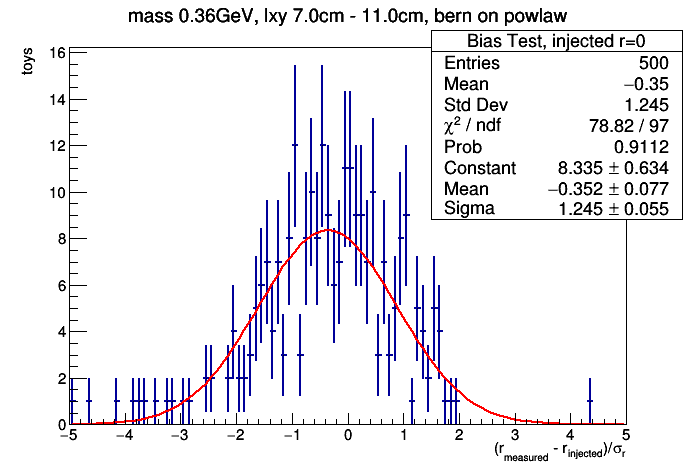 mass 0.36GeV, lxy 7.0cm - 11.0cm, bern on powlaw
toys
Bias Test, injected r=0
Entries 500
Mean −0.35
Std Dev 1.245
χ² / ndf 78.82 / 97
Prob 0.9112
Constant 8.335 ± 0.634
Mean −0.352 ± 0.077
Sigma 1.245 ± 0.055
16
14
12
10
8
6
4
2
0
−5 −4 −3 −2 −1 0 1 2 3 4 5
(r_measured - r_injected)/σ_r